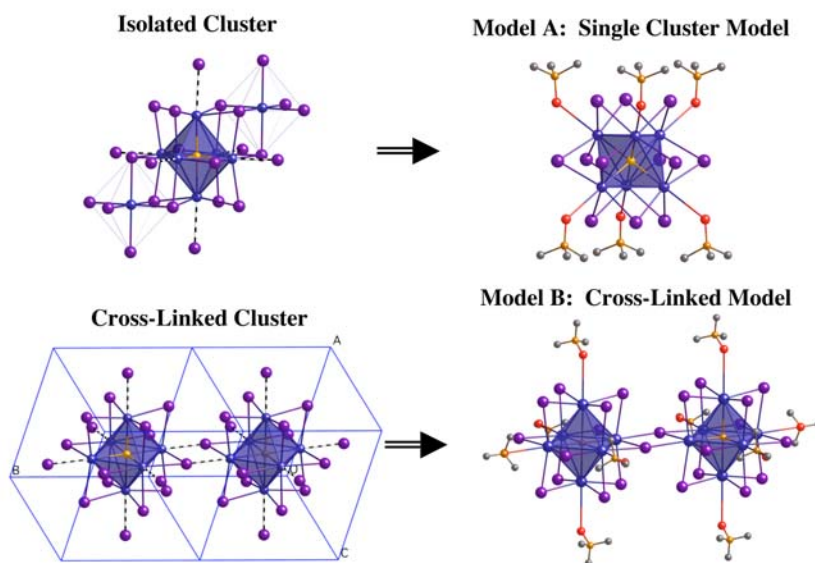 Isolated Cluster
Model A: Single Cluster Model
Cross-Linked Cluster
Model B: Cross-Linked Model
A
B
C